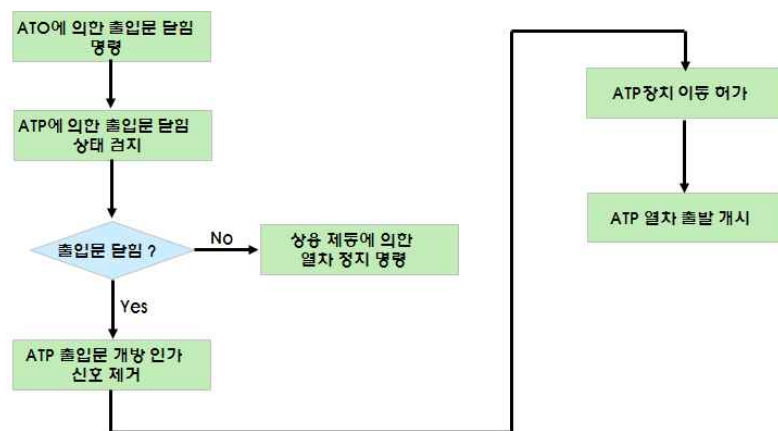 ATO에 의한 출입문 닫힘
명령
ATP에 의한 출입문 닫힘
상태 검지
출입문 닫힘 ?
No
상용 제동에 의한
열차 정지 명령
Yes
ATP 출입문 개방 인가
신호 제거
ATP장치 이동 허가
ATP 열차 출발 개시